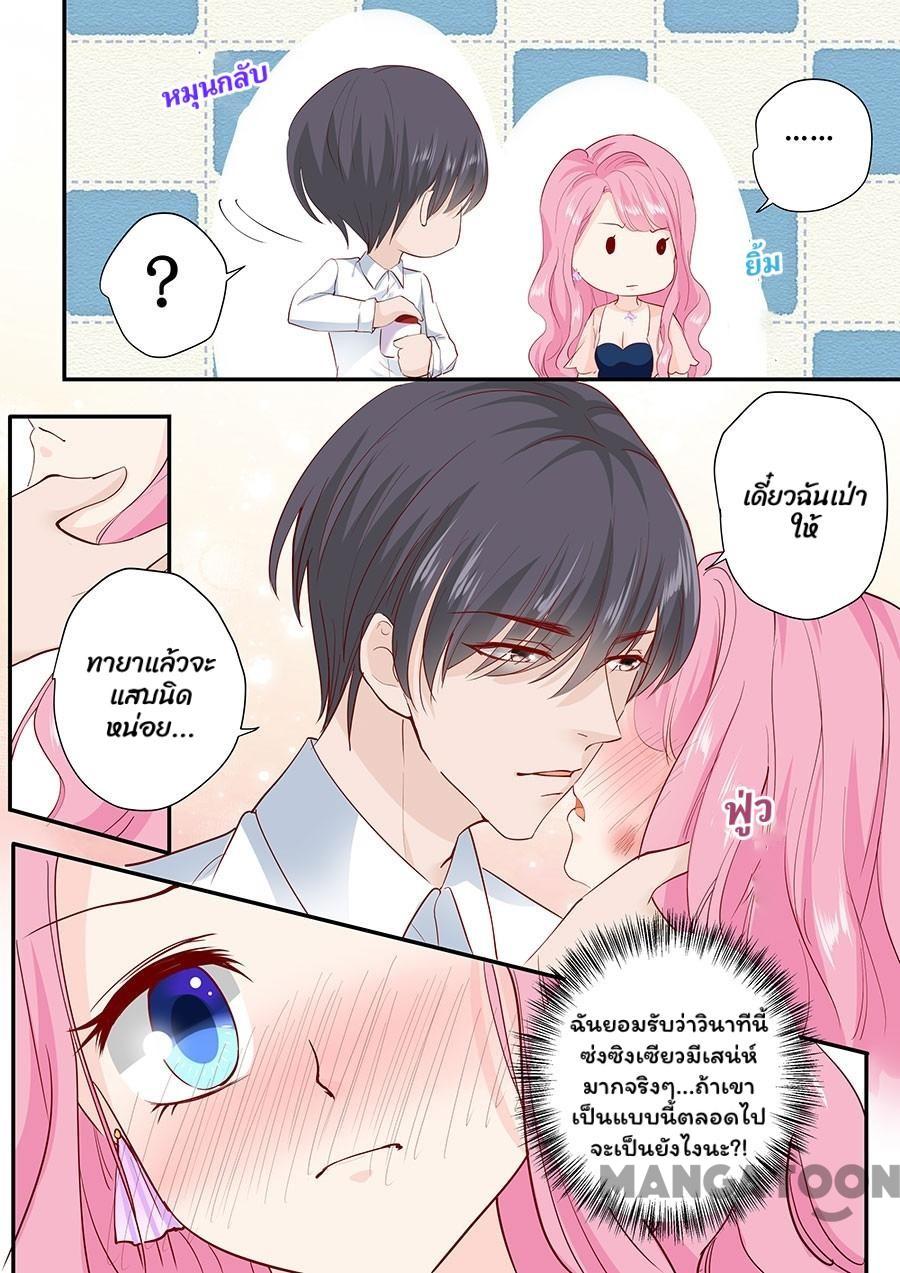 หมุนกลับ
?
......
ยิ้ม
เดี๋ยวฉันเป่า
ให้
ทายาแล้วจะ
แสบนิด
หน่อย...
ฟู่ว
ฉันยอมรับว่าวินาทีนี้
ซ่งซิงเซียวมีเสน่ห์
มากจริงๆ...ถ้าเขา
เป็นแบบนี้ตลอดไป
จะเป็นยังไงนะ?!
MANGATOON